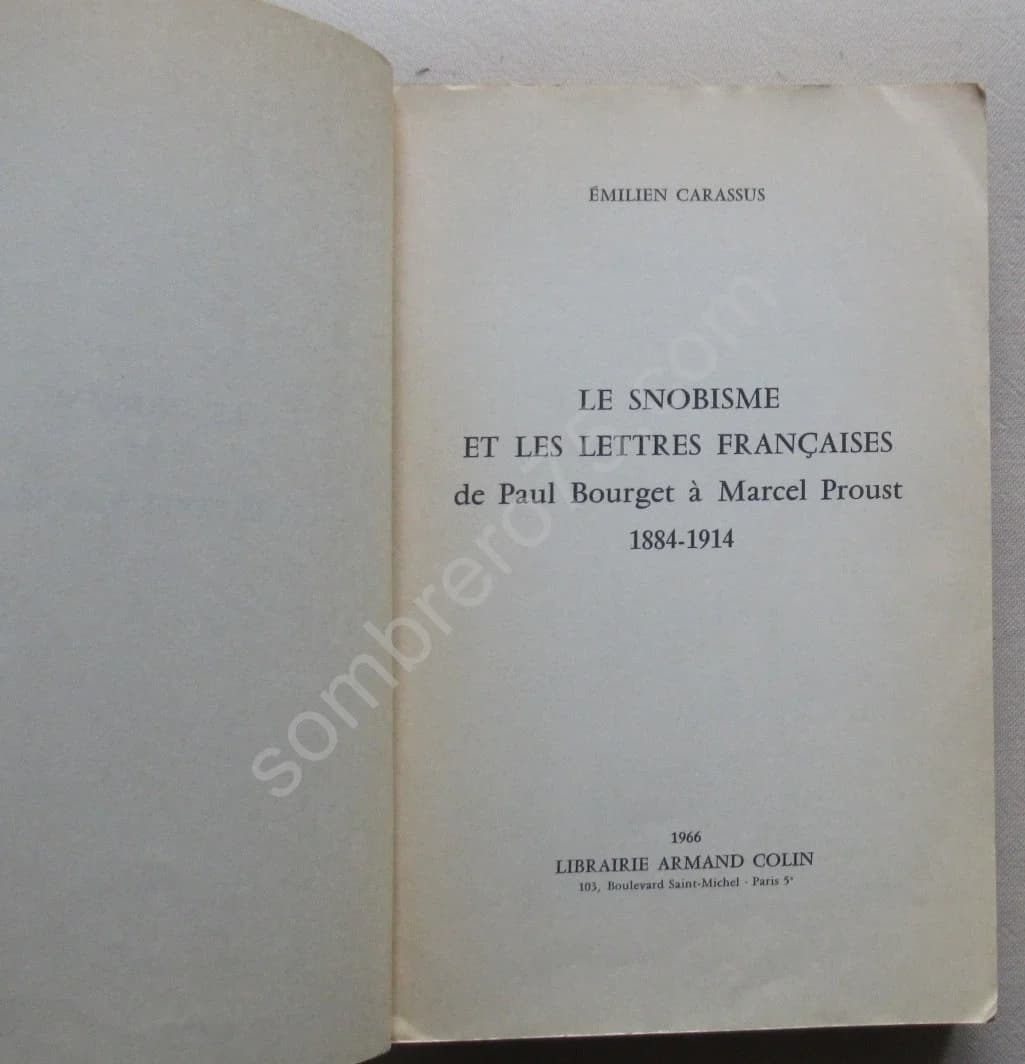 ÉMILIEN CARASSUS
LE SNOBISME
ET LES LETTRES FRANÇAISES
de Paul Bourget à Marcel Proust
1884-1914
1966
LIBRAIRIE ARMAND COLIN
103, Boulevard Saint-Michel - Paris 5ᵉ
sombrero75.com